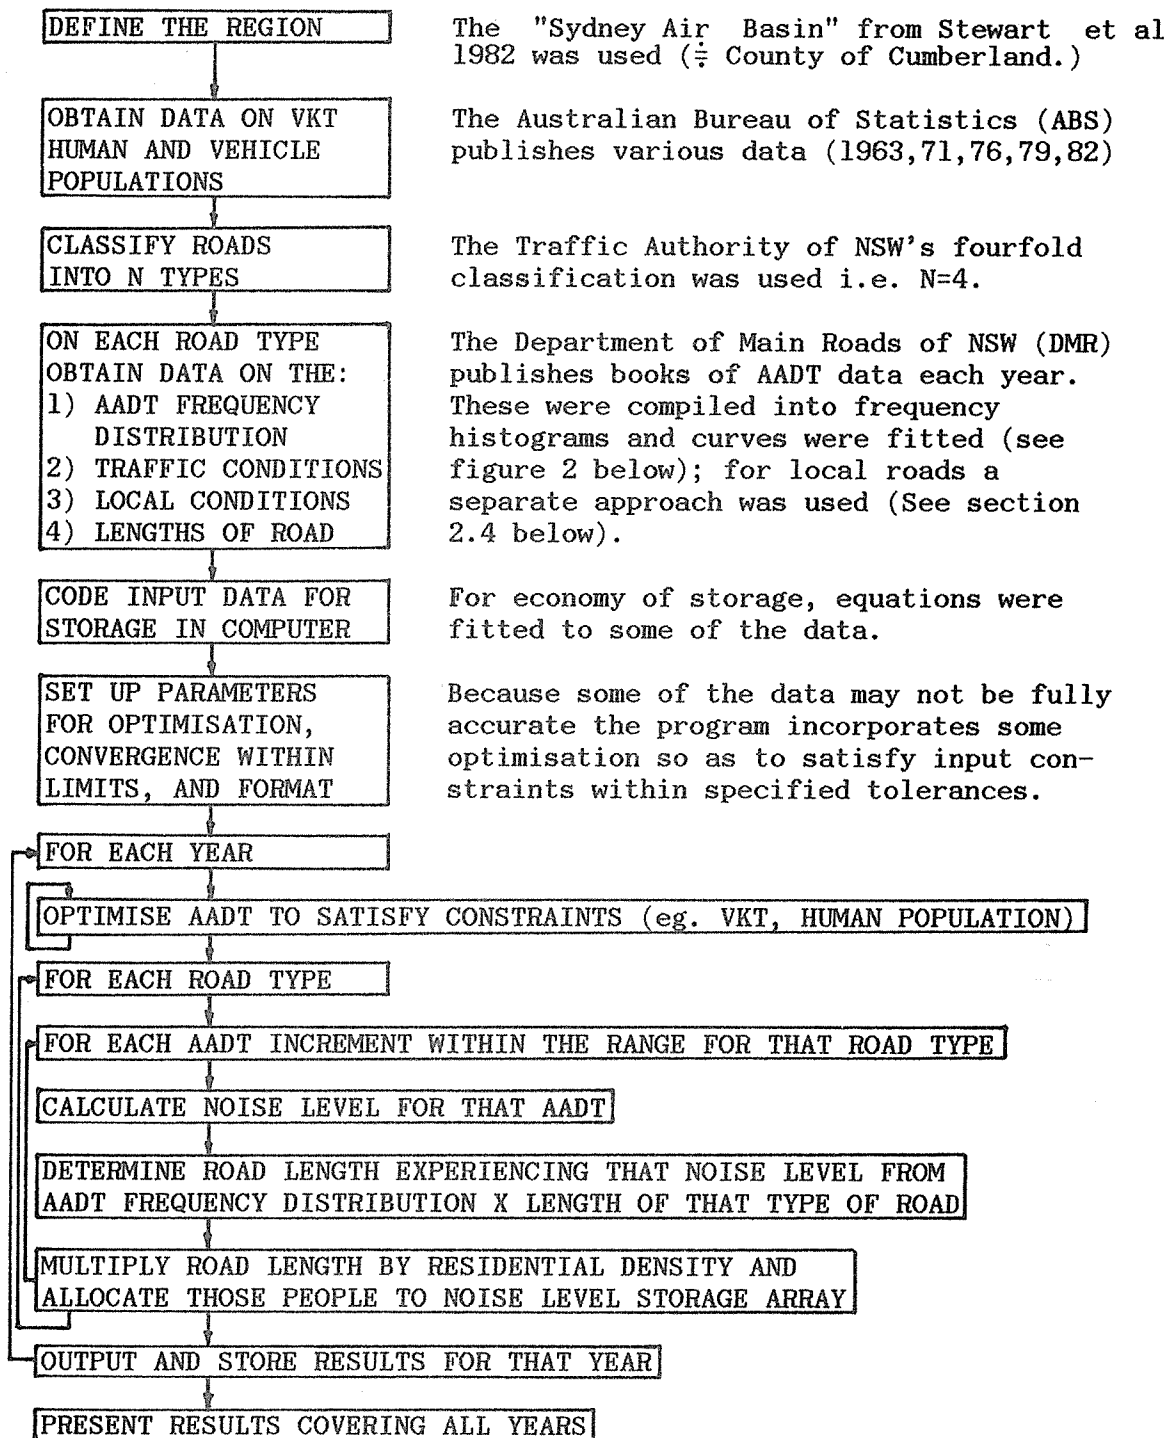 DEFINE THE REGION
The "Sydney Air Basin" from Stewart et al
1982 was used (≑ County of Cumberland.)
OBTAIN DATA ON VKT
HUMAN AND VEHICLE
POPULATIONS
The Australian Bureau of Statistics (ABS)
publishes various data (1963,71,76,79,82)
CLASSIFY ROADS
INTO N TYPES
The Traffic Authority of NSW's fourfold
classification was used i.e. N=4.
ON EACH ROAD TYPE
OBTAIN DATA ON THE:
1) AADT FREQUENCY
DISTRIBUTION
2) TRAFFIC CONDITIONS
3) LOCAL CONDITIONS
4) LENGTHS OF ROAD
The Department of Main Roads of NSW (DMR)
publishes books of AADT data each year.
These were compiled into frequency
histograms and curves were fitted (see
figure 2 below); for local roads a
separate approach was used (See section
2.4 below).
CODE INPUT DATA FOR
STORAGE IN COMPUTER
For economy of storage, equations were
fitted to some of the data.
SET UP PARAMETERS
FOR OPTIMISATION,
CONVERGENCE WITHIN
LIMITS, AND FORMAT
Because some of the data may not be fully
accurate the program incorporates some
optimisation so as to satisfy input con-
straints within specified tolerances.
FOR EACH YEAR
OPTIMISE AADT TO SATISFY CONSTRAINTS (eg. VKT, HUMAN POPULATION)
FOR EACH ROAD TYPE
FOR EACH AADT INCREMENT WITHIN THE RANGE FOR THAT ROAD TYPE
CALCULATE NOISE LEVEL FOR THAT AADT
DETERMINE ROAD LENGTH EXPERIENCING THAT NOISE LEVEL FROM
AADT FREQUENCY DISTRIBUTION X LENGTH OF THAT TYPE OF ROAD
MULTIPLY ROAD LENGTH BY RESIDENTIAL DENSITY AND
ALLOCATE THOSE PEOPLE TO NOISE LEVEL STORAGE ARRAY
OUTPUT AND STORE RESULTS FOR THAT YEAR
PRESENT RESULTS COVERING ALL YEARS